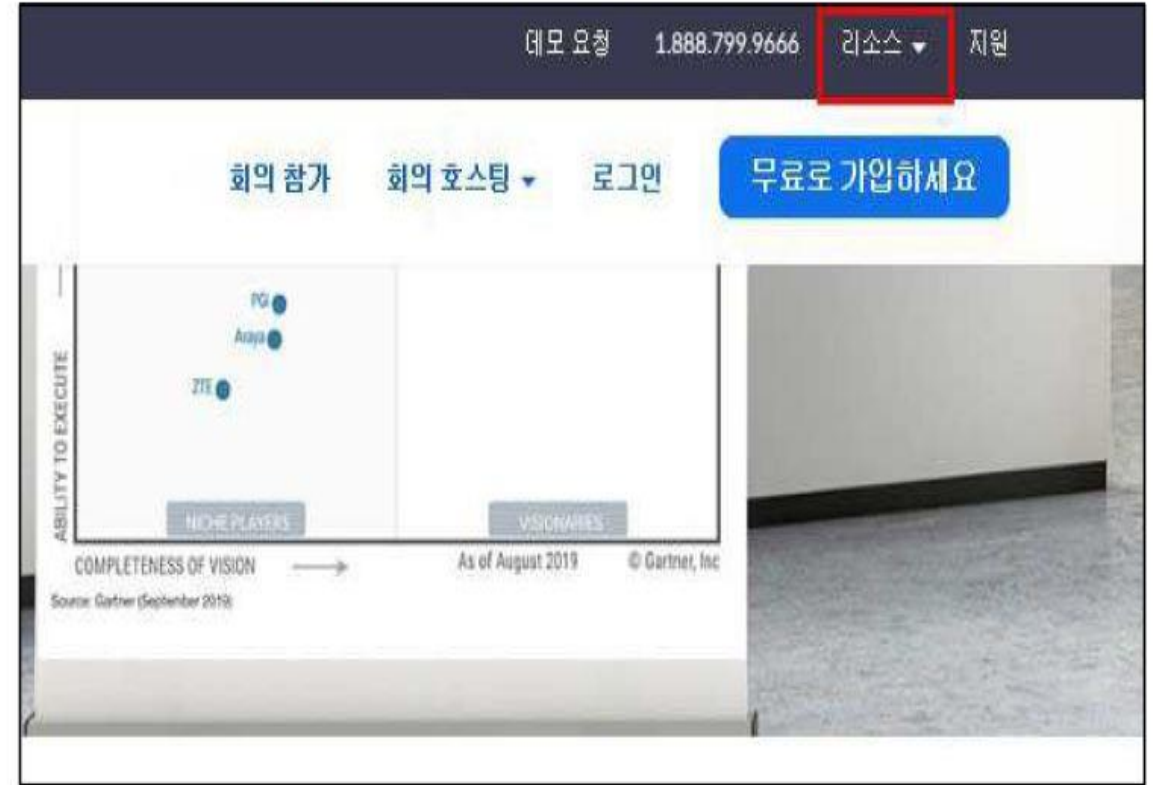 데모 요청 1.888.799.9666 리소스 ▾ 지원
회의 참가 회의 호스팅 ▾ 로그인 무료로 가입하세요
PGi
Avaya
ZTE
ABILITY TO EXECUTE
NICHE PLAYERS VISIONARIES
COMPLETENESS OF VISION → As of August 2019 © Gartner, Inc
Source: Gartner (September 2019)